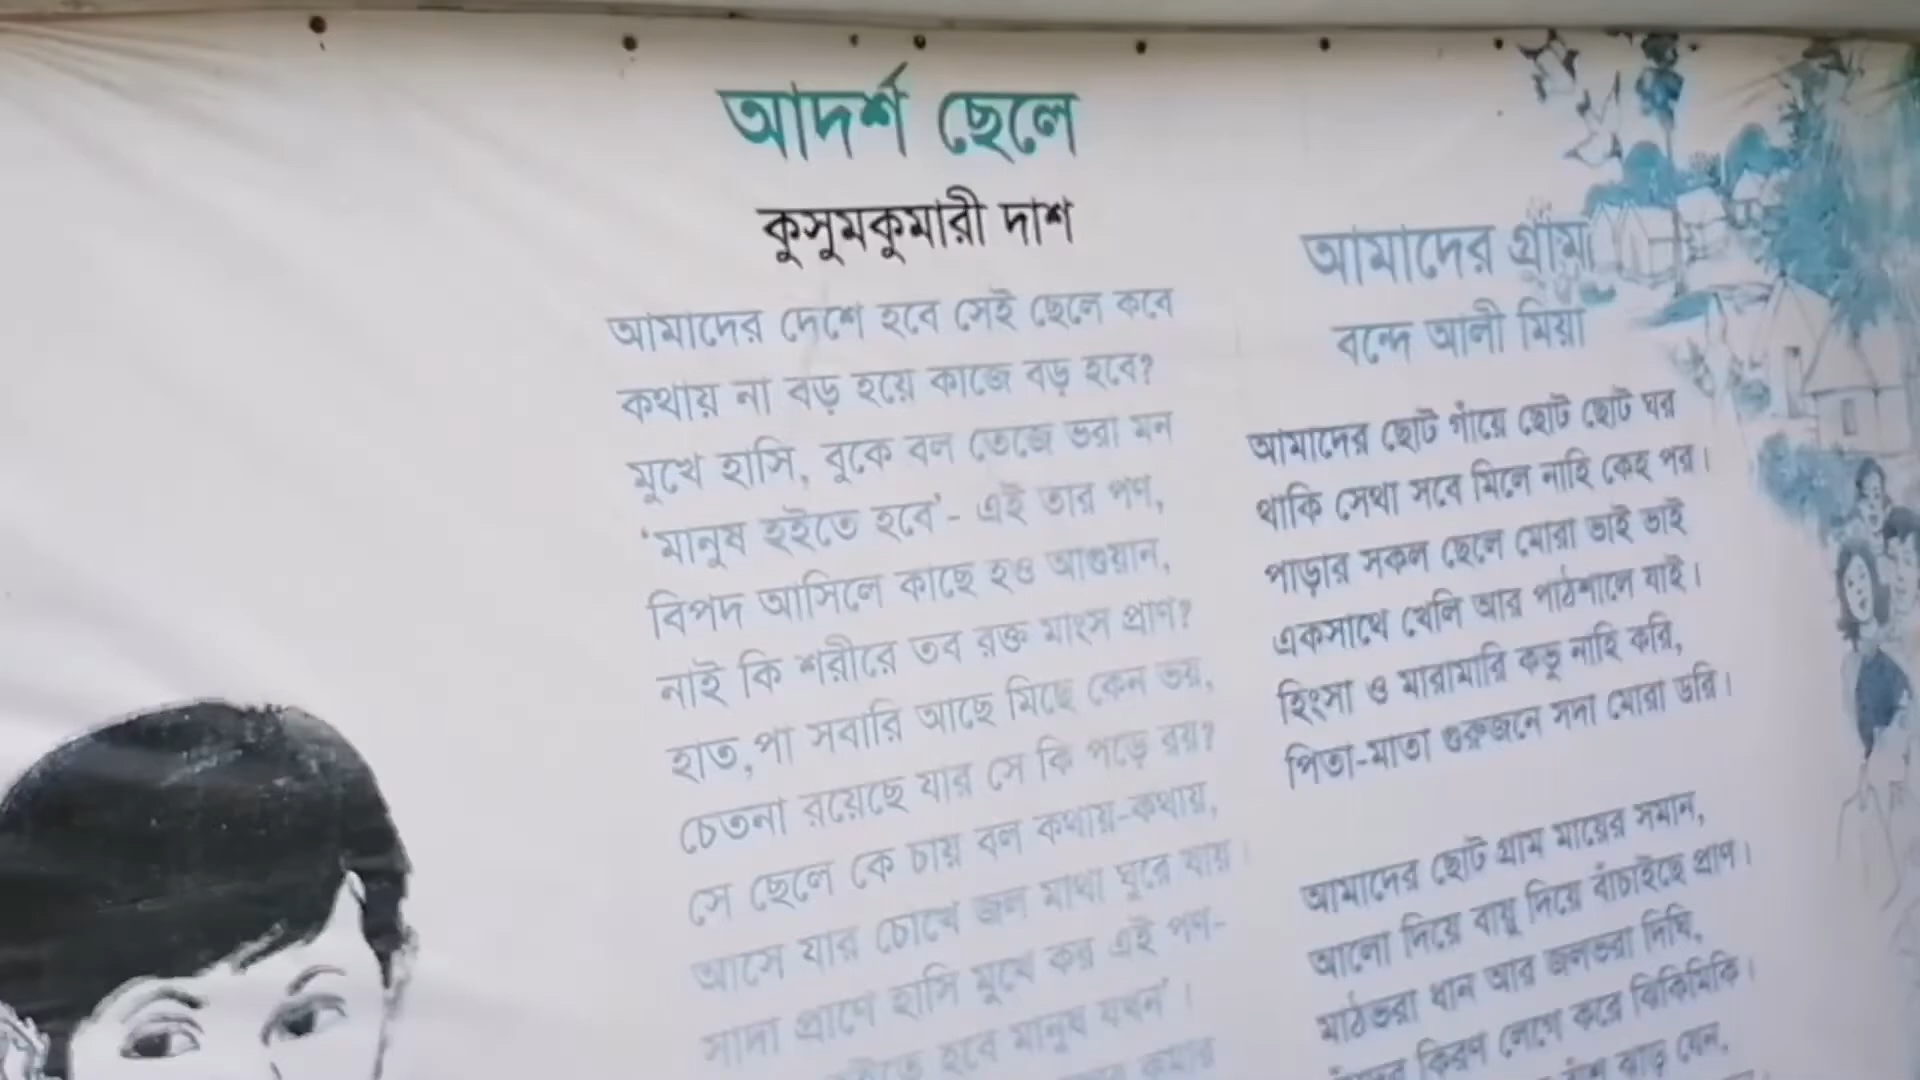 আদর্শ ছেলে
কুসুমকুমারী দাশ
আমাদের দেশে হবে সেই ছেলে কবে
কথায় না বড় হয়ে কাজে বড় হবে?
মুখে হাসি, বুকে বল তেজে ভরা মন
'মানুষ হইতে হবে'- এই তার পণ,
বিপদ আসিলে কাছে হও আগুয়ান,
নাই কি শরীরে তব রক্ত মাংস প্রাণ?
হাত,পা সবারি আছে মিছে কেন ভয়,
চেতনা রয়েছে যার সে কি পড়ে রয়?
সে ছেলে কে চায় বল কথায়-কথায়,
আসে যার চোখে জল মাথা ঘুরে যায়।
সাদা প্রাণে হাসি মুখে কর এই পণ-
হবে মানুষ যখন'।
আমাদের গ্রাম
বন্দে আলী মিয়া
আমাদের ছোট গাঁয়ে ছোট ছোট ঘর
থাকি সেথা সবে মিলে নাহি কেহ পর।
পাড়ার সকল ছেলে মোরা ভাই ভাই
একসাথে খেলি আর পাঠশালে যাই।
হিংসা ও মারামারি কভু নাহি করি,
পিতা-মাতা গুরুজনে সদা মোরা ডরি।
আমাদের ছোট গ্রাম মায়ের সমান,
আলো দিয়ে বায়ু দিয়ে বাঁচাইছে প্রাণ।
মাঠভরা ধান আর জলভরা দিঘি,
কিরণ লেগে করে ঝিকিমিকি।